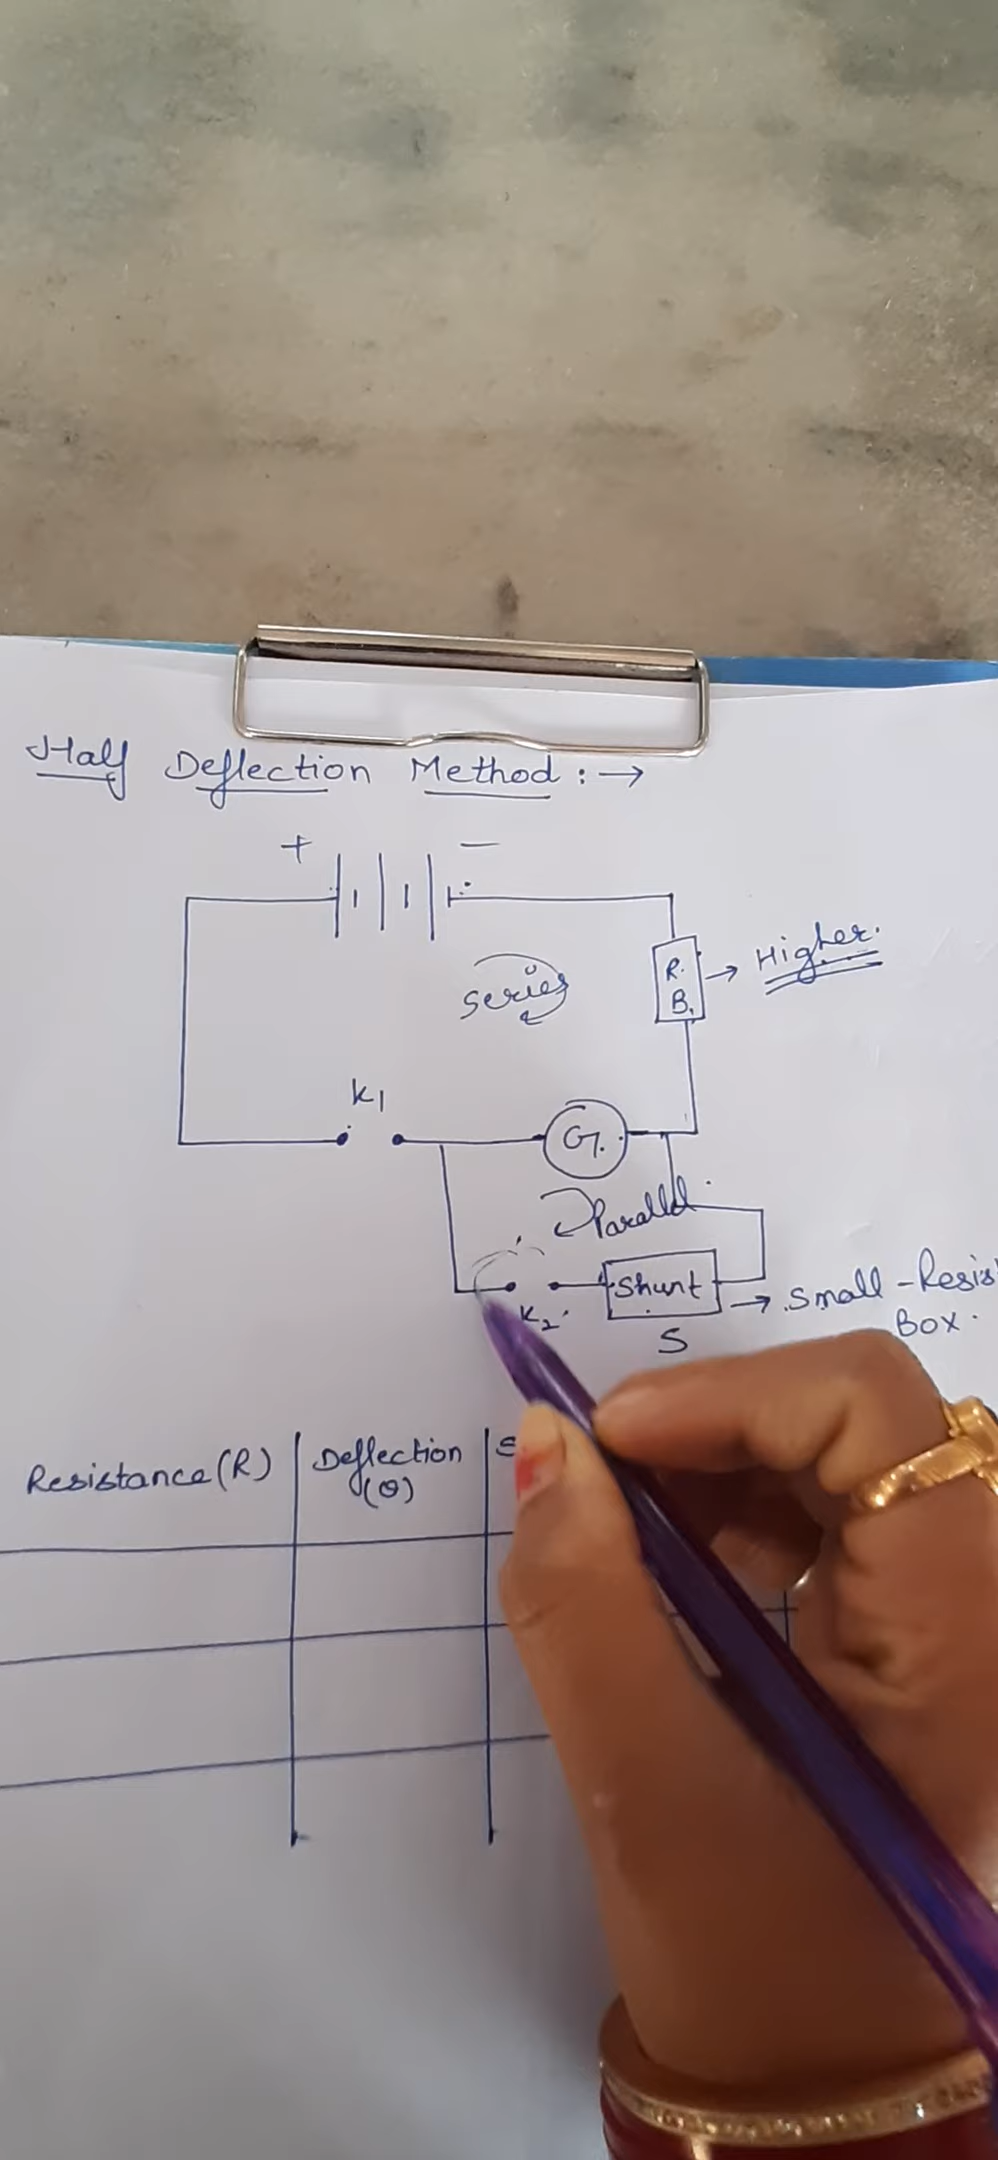 Half Deflection Method : →
+ −
R.
B.
→ Higher.
Series
K1
G.
Parallel
K2
Shunt
S
→ Small - Resis
Box.
Resistance (R)
Deflection
(θ)
S